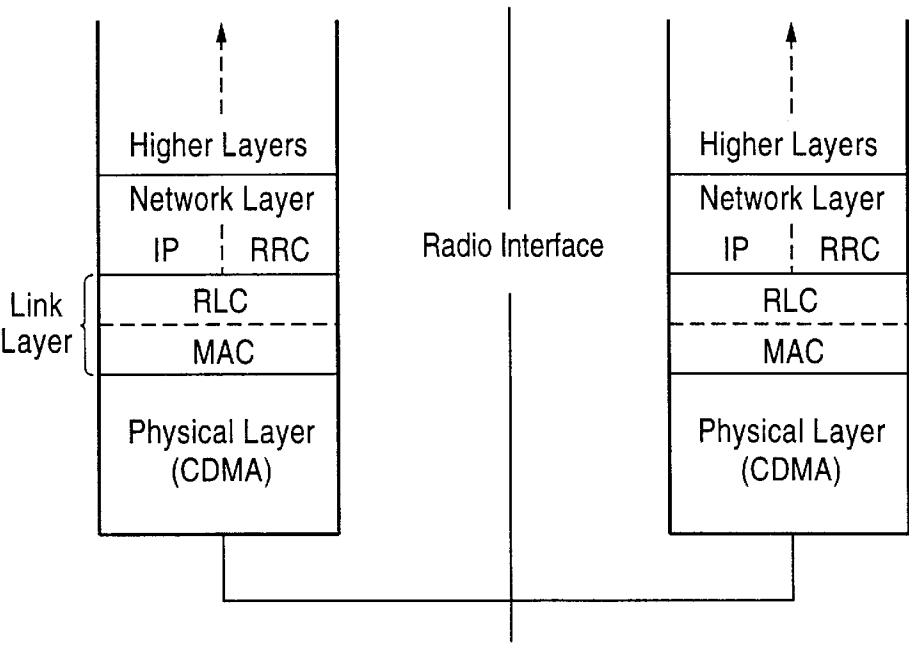 Higher Layers
Network Layer
IP RRC
RLC
MAC
Link
Layer
Physical Layer
(CDMA)
Radio Interface
Higher Layers
Network Layer
IP RRC
RLC
MAC
Physical Layer
(CDMA)